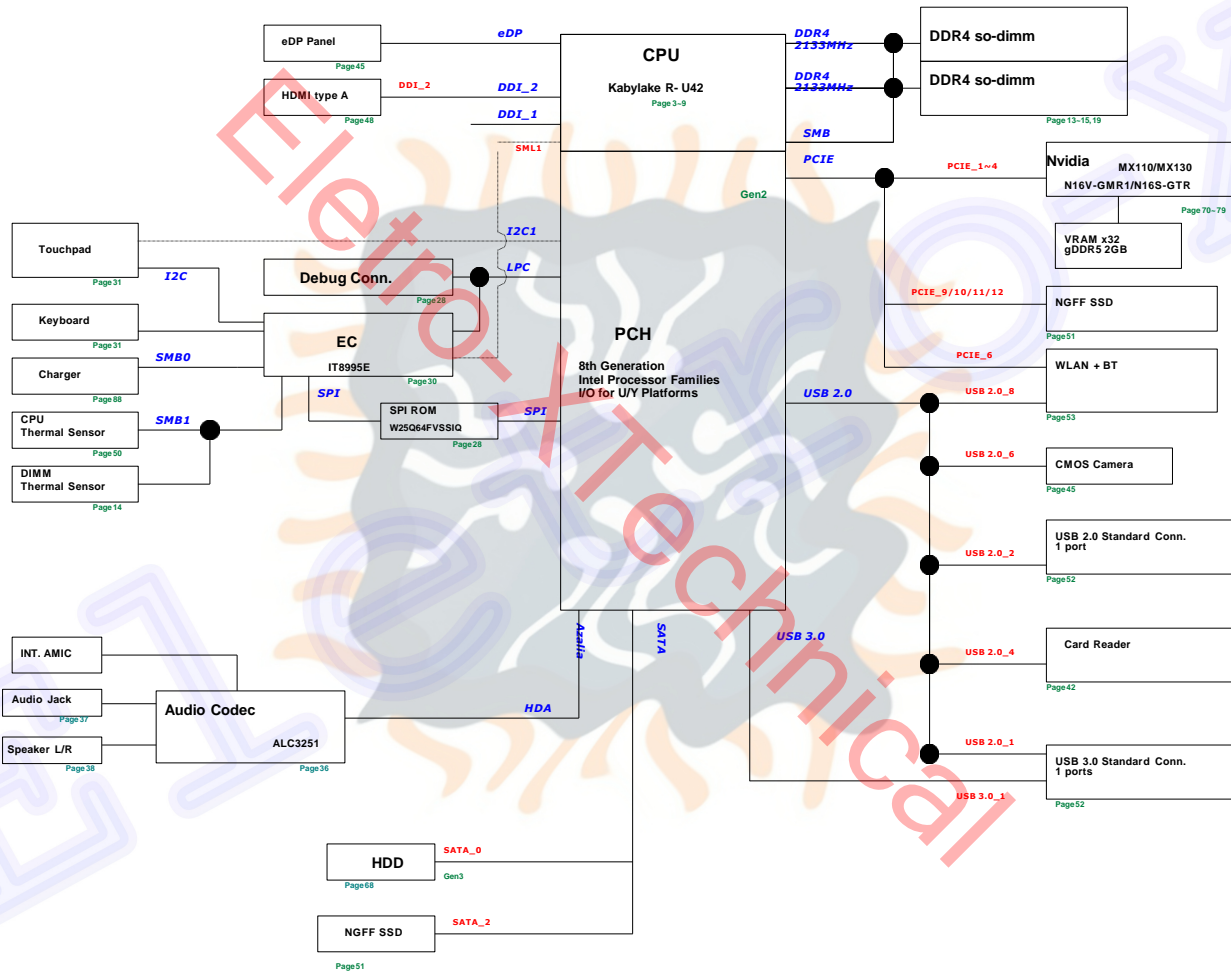 eDP Panel
Page45
eDP
HDMI type A
Page48
DDI_2
DDI_2
DDI_1
SML1
CPU
Kabylake R- U42
Page 3~9
DDR4
2133MHz
DDR4
2133MHz
SMB
PCIE
DDR4 so-dimm
DDR4 so-dimm
Page13~15,19
Gen2
PCIE_1~4
Nvidia
MX110/MX130
N16V-GMR1/N16S-GTR
Page70~79
VRAM x32
gDDR5 2GB
PCIE_9/10/11/12
NGFF SSD
Page51
PCIE_6
WLAN + BT
Page53
Touchpad
Page31
I2C
I2C1
Debug Conn.
Page28
LPC
Keyboard
Page31
EC
IT8995E
Page30
Charger
Page88
SMB0
SPI
SPI ROM
W25Q64FVSSIQ
Page28
SPI
CPU
Thermal Sensor
Page50
SMB1
DIMM
Thermal Sensor
Page14
PCH
8th Generation
Intel Processor Families
I/O for U/Y Platforms
USB 2.0
USB 2.0_8
USB 2.0_6
CMOS Camera
Page45
USB 2.0_2
USB 2.0 Standard Conn.
1 port
Page52
USB 2.0_4
Card Reader
Page42
USB 2.0_1
USB 3.0 Standard Conn.
1 ports
Page52
USB 3.0_1
Azalia
SATA
USB 3.0
INT. AMIC
Audio Jack
Page37
Speaker L/R
Page38
Audio Codec
ALC3251
Page36
HDA
HDD
Page68
SATA_0
Gen3
NGFF SSD
Page51
SATA_2
Eletro-XTechnical